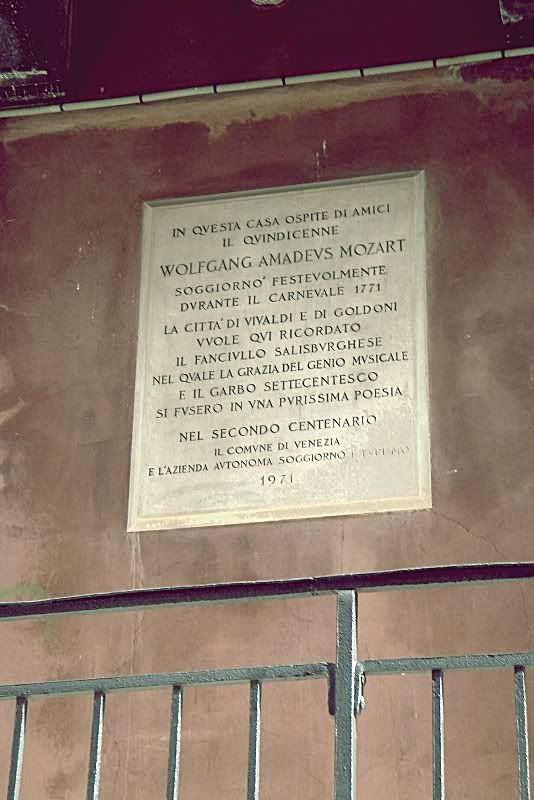 IN QVESTA CASA OSPITE DI AMICI
IL QVINDICENNE
WOLFGANG AMADEVS MOZART
SOGGIORNO' FESTEVOLMENTE
DVRANTE IL CARNEVALE 1771
LA CITTA' DI VIVALDI E DI GOLDONI
VVOLE QVI RICORDATO
IL FANCIVLLO SALISBVRGHESE
NEL QVALE LA GRAZIA DEL GENIO MVSICALE
E IL GARBO SETTECENTESCO
SI FVSERO IN VNA PVRISSIMA POESIA
NEL SECONDO CENTENARIO
IL COMVNE DI VENEZIA
E L'AZIENDA AVTONOMA SOGGIORNO E TVRISMO
1971